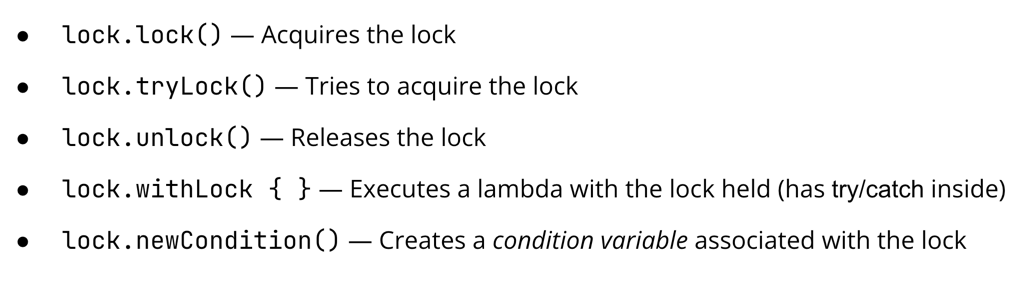 ● lock.lock() — Acquires the lock
● lock.tryLock() — Tries to acquire the lock
● lock.unlock() — Releases the lock
● lock.withLock { } — Executes a lambda with the lock held (has try/catch inside)
● lock.newCondition() — Creates a condition variable associated with the lock